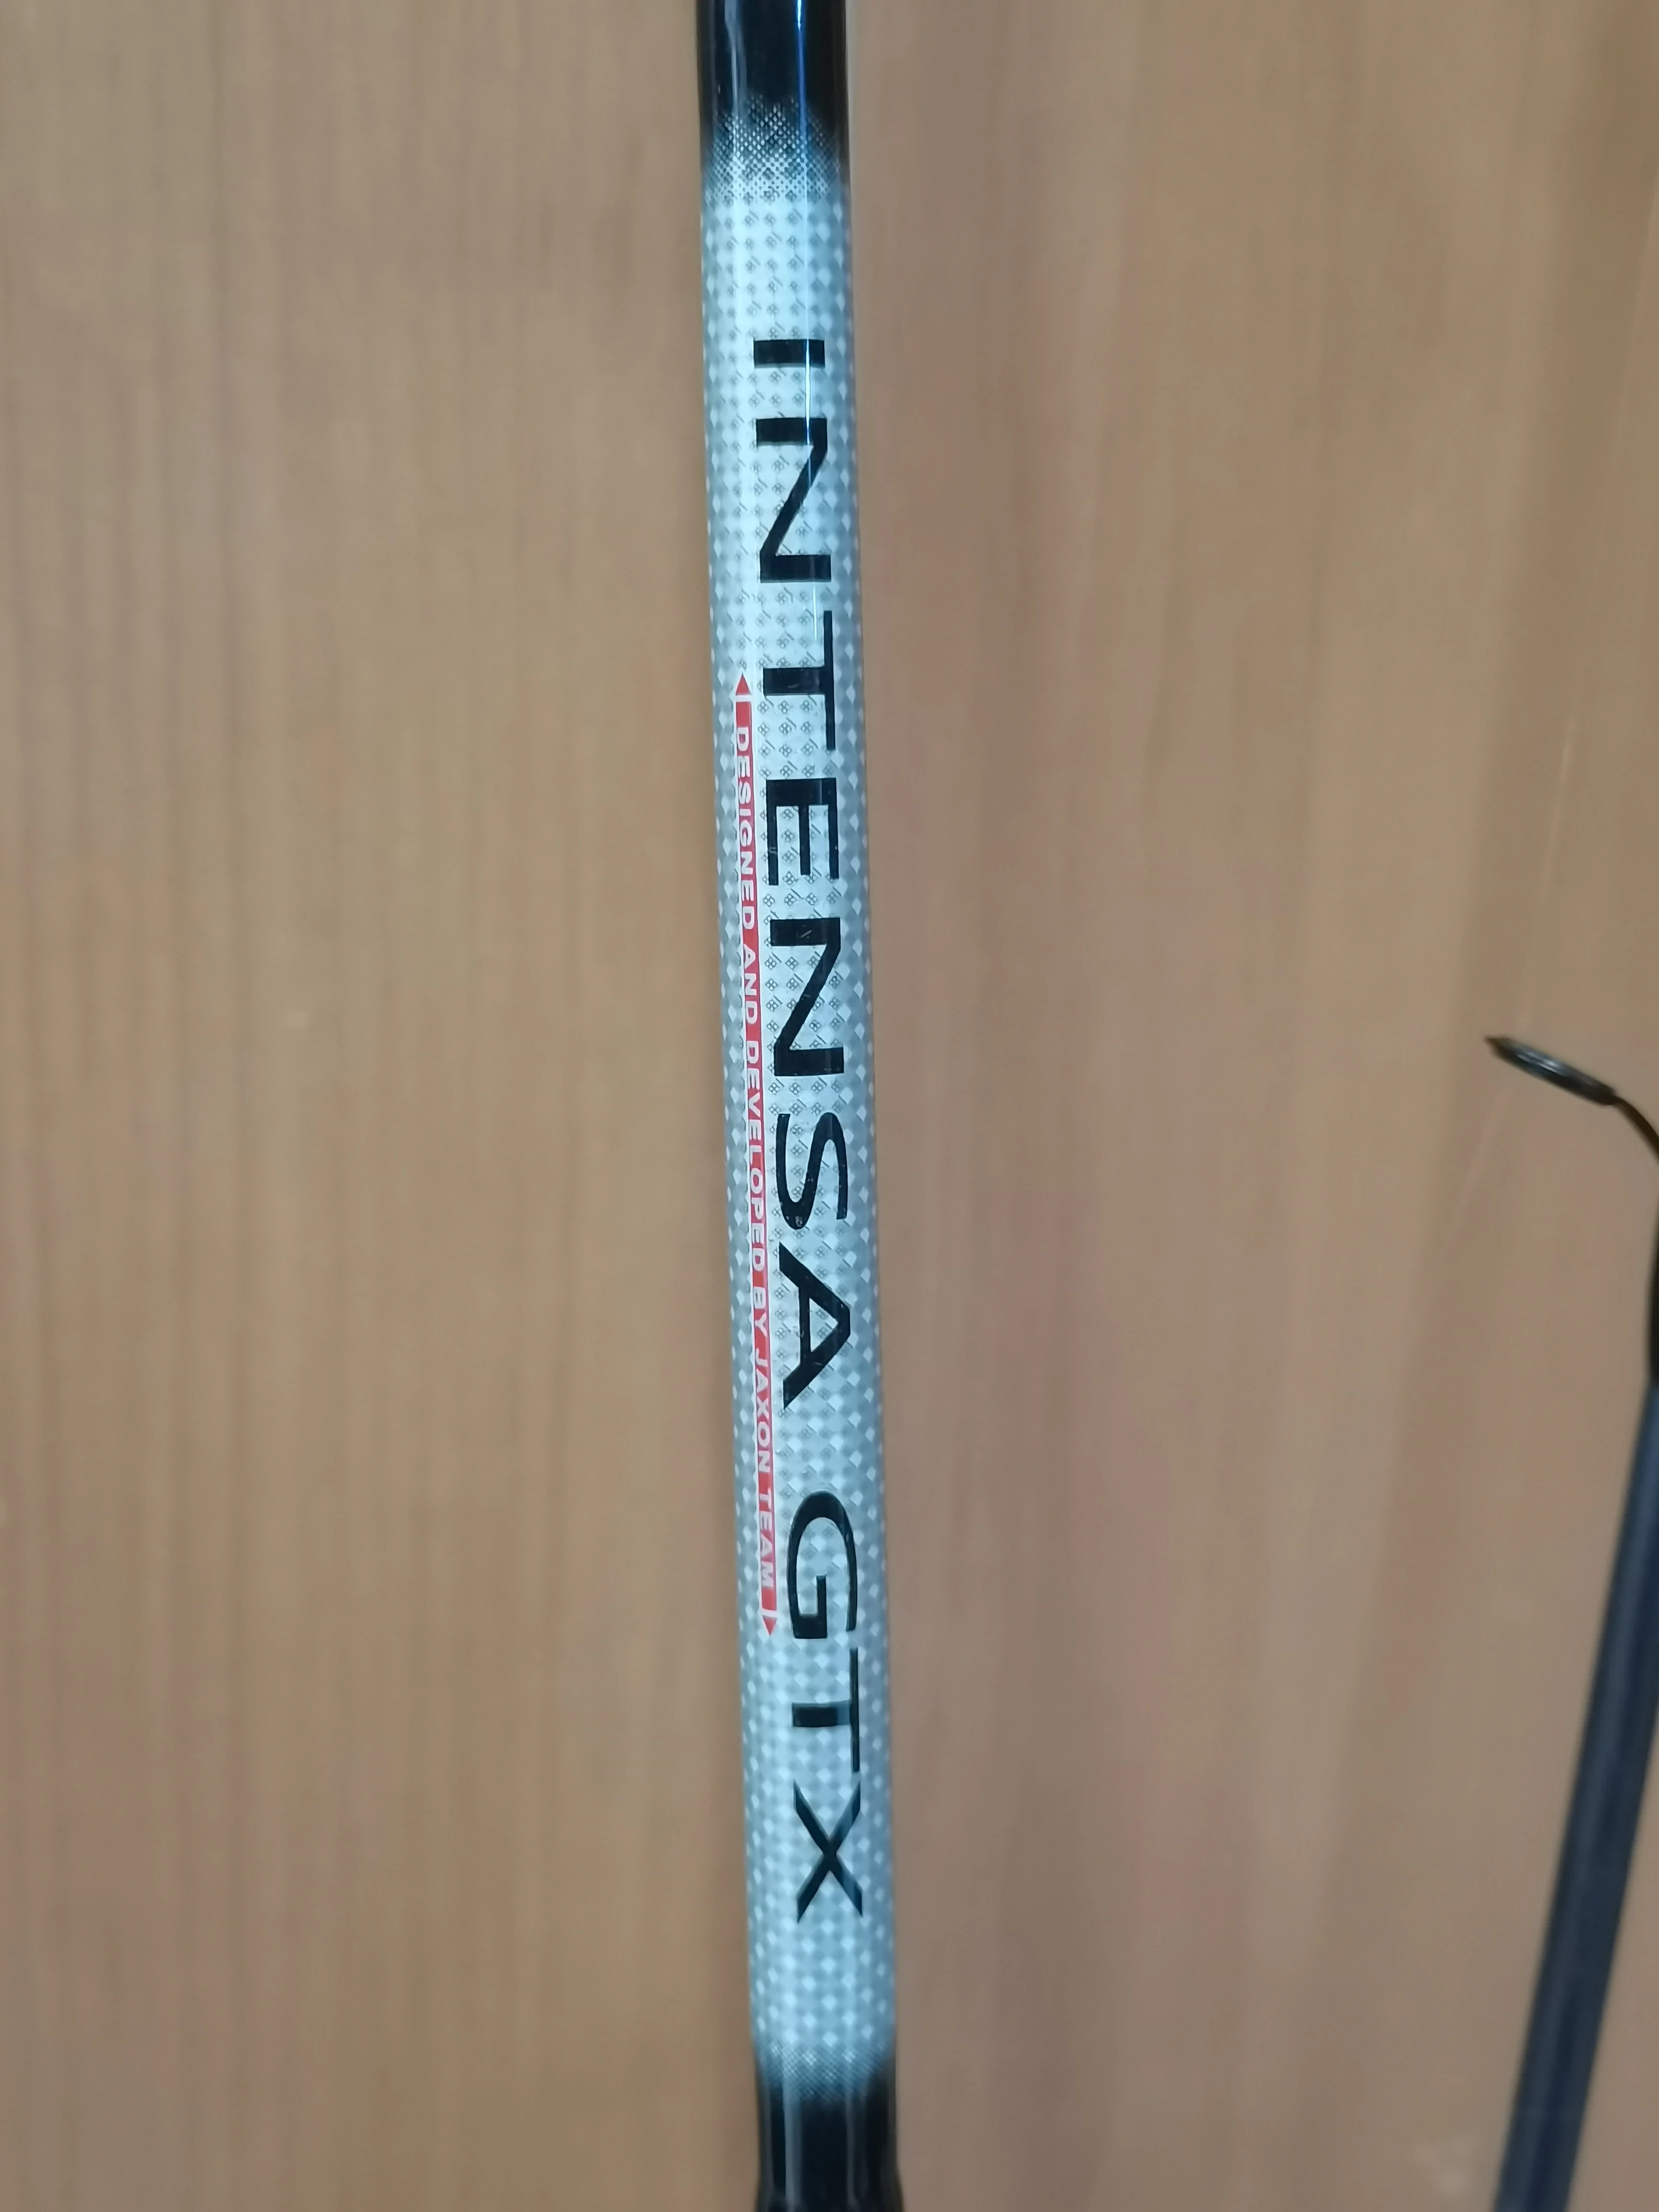 INTENSA GTX
DESIGNED AND DEVELOPED BY JAXON TEAM